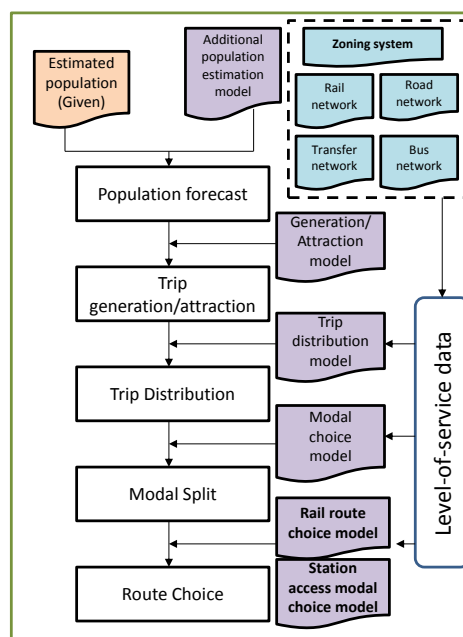 Estimated
population
(Given)
Additional
population
estimation
model
Zoning system
Rail
network
Road
network
Transfer
network
Bus
network
Population forecast
Generation/
Attraction
model
Trip
generation/attraction
Trip
distribution
model
Trip Distribution
Modal
choice
model
Modal Split
Rail route
choice model
Route Choice
Station
access modal
choice model
Level-of-service data